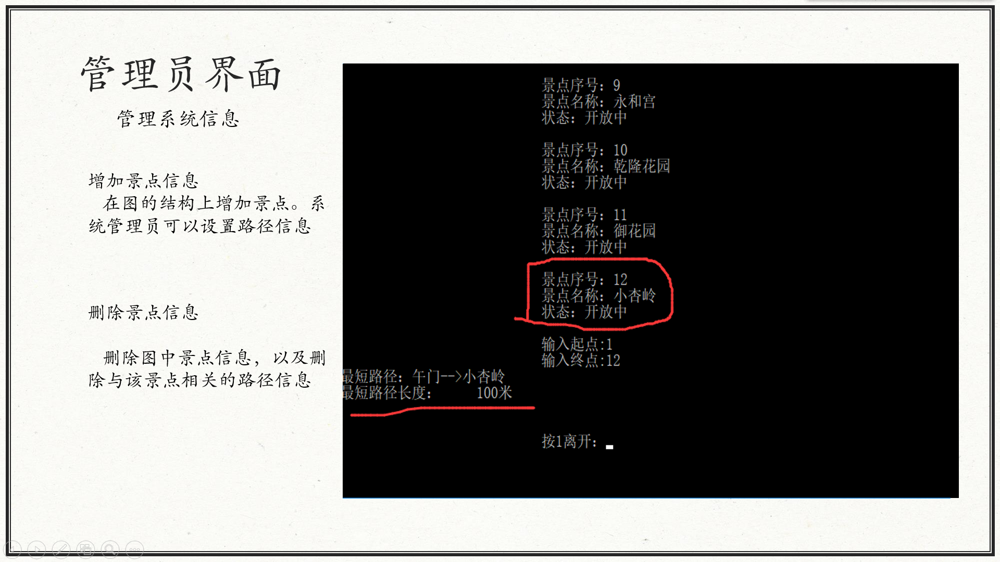 管理员界面
管理系统信息
增加景点信息
在图的结构上增加景点。系
统管理员可以设置路径信息
删除景点信息
删除图中景点信息，以及删
除与该景点相关的路径信息
景点序号：9
景点名称：永和宫
状态：开放中
景点序号：10
景点名称：乾隆花园
状态：开放中
景点序号：11
景点名称：御花园
状态：开放中
景点序号：12
景点名称：小杏岭
状态：开放中
输入起点:1
输入终点:12
最短路径：午门-->小杏岭
最短路径长度： 100米
按1离开：